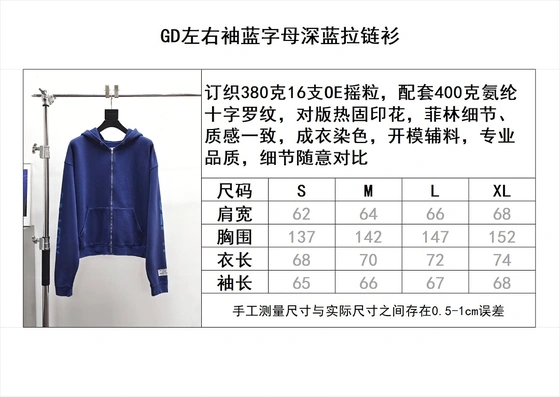 GD左右袖蓝字母深蓝拉链衫
订织380克16支OE摇粒，配套400克氨纶
十字罗纹，对版热固印花，菲林细节、
质感一致，成衣染色，开模辅料，专业
品质，细节随意对比
尺码 S M L XL
肩宽 62 64 66 68
胸围 137 142 147 152
衣长 68 70 72 74
袖长 65 66 67 68
手工测量尺寸与实际尺寸之间存在0.5-1cm误差